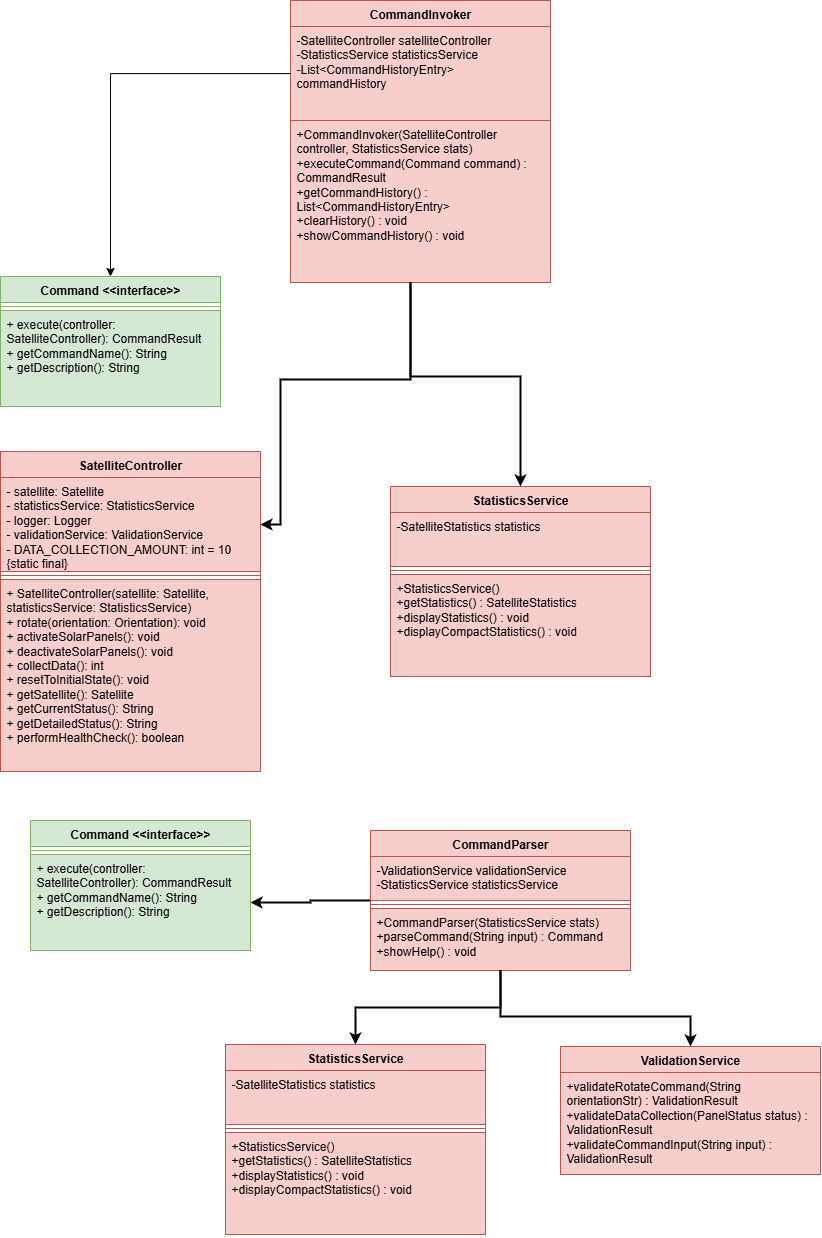 CommandInvoker
-SatelliteController satelliteController
-StatisticsService statisticsService
-List<CommandHistoryEntry>
commandHistory
+CommandInvoker(SatelliteController
controller, StatisticsService stats)
+executeCommand(Command command) :
CommandResult
+getCommandHistory() :
List<CommandHistoryEntry>
+clearHistory() : void
+showCommandHistory() : void
Command <<interface>>
+ execute(controller:
SatelliteController): CommandResult
+ getCommandName(): String
+ getDescription(): String
SatelliteController
- satellite: Satellite
- statisticsService: StatisticsService
- logger: Logger
- validationService: ValidationService
- DATA_COLLECTION_AMOUNT: int = 10
{static final}
+ SatelliteController(satellite: Satellite,
statisticsService: StatisticsService)
+ rotate(orientation: Orientation): void
+ activateSolarPanels(): void
+ deactivateSolarPanels(): void
+ collectData(): int
+ resetToInitialState(): void
+ getSatellite(): Satellite
+ getCurrentStatus(): String
+ getDetailedStatus(): String
+ performHealthCheck(): boolean
StatisticsService
-SatelliteStatistics statistics
+StatisticsService()
+getStatistics() : SatelliteStatistics
+displayStatistics() : void
+displayCompactStatistics() : void
Command <<interface>>
+ execute(controller:
SatelliteController): CommandResult
+ getCommandName(): String
+ getDescription(): String
CommandParser
-ValidationService validationService
-StatisticsService statisticsService
+CommandParser(StatisticsService stats)
+parseCommand(String input) : Command
+showHelp() : void
StatisticsService
-SatelliteStatistics statistics
+StatisticsService()
+getStatistics() : SatelliteStatistics
+displayStatistics() : void
+displayCompactStatistics() : void
ValidationService
+validateRotateCommand(String
orientationStr) : ValidationResult
+validateDataCollection(PanelStatus status) :
ValidationResult
+validateCommandInput(String input) :
ValidationResult